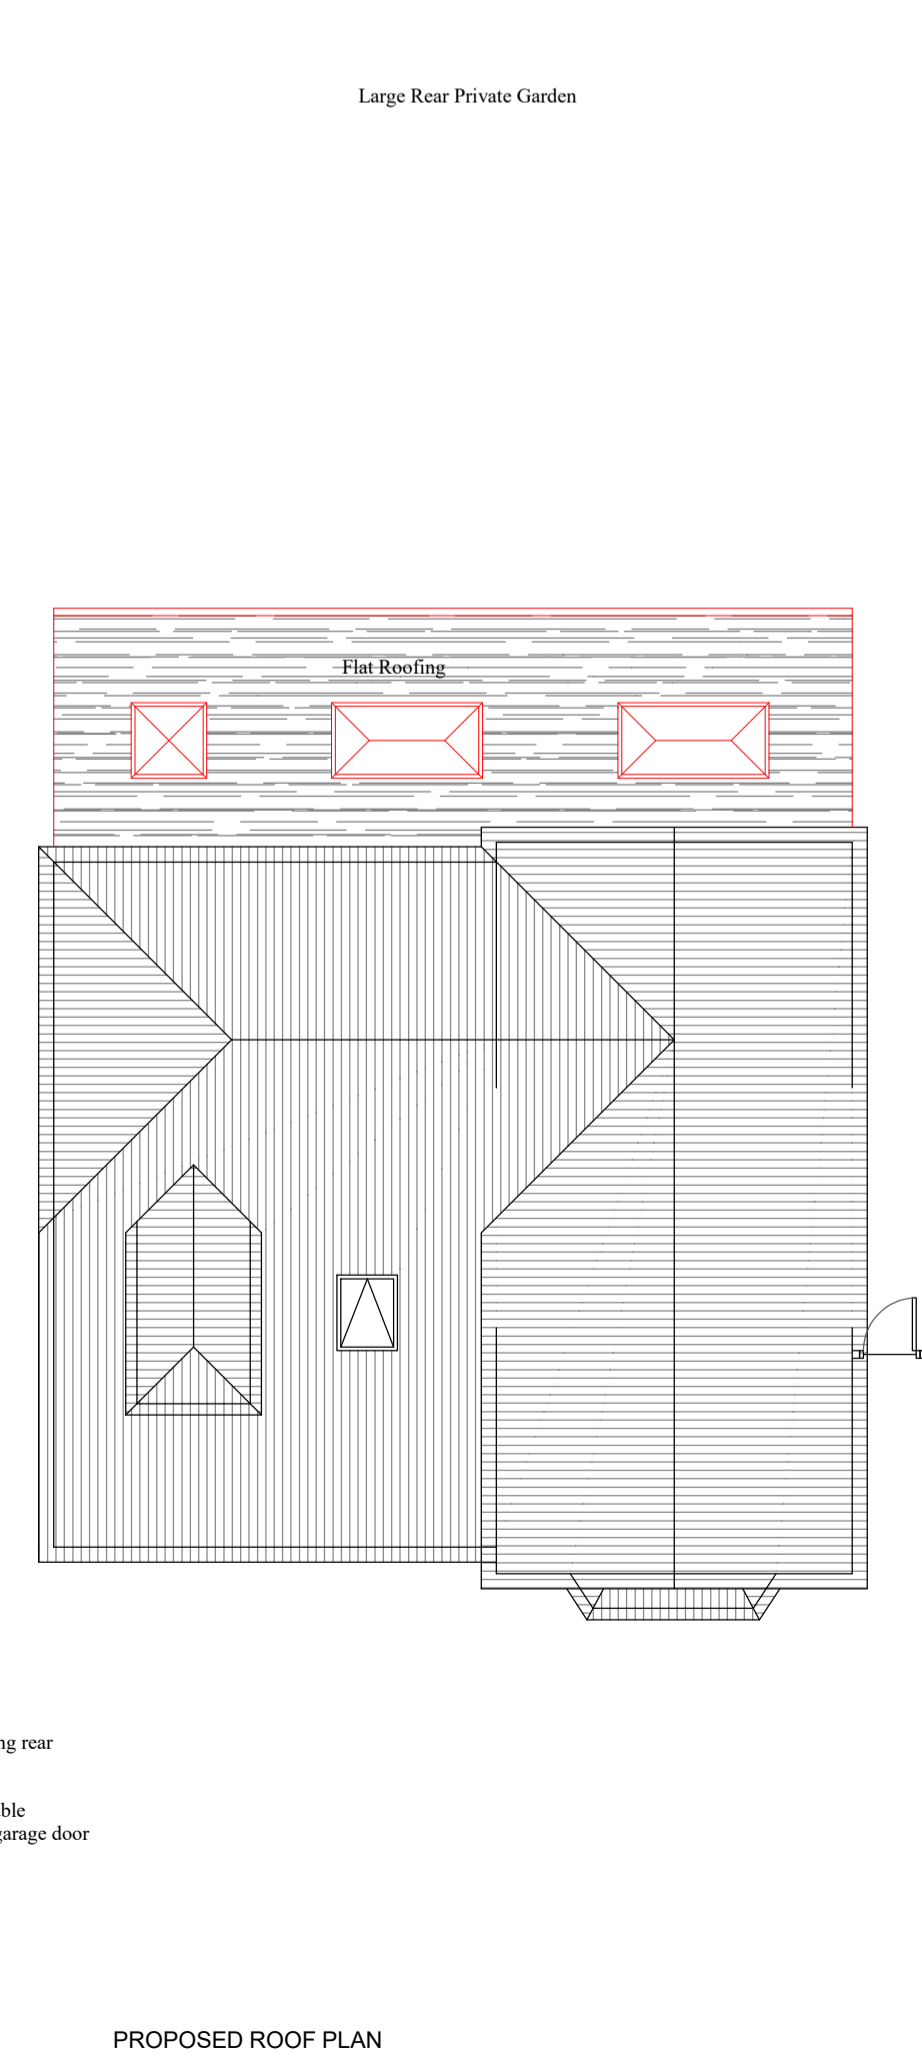 Large Rear Private Garden
Flat Roofing
ng rear
ble
garage door
PROPOSED ROOF PLAN